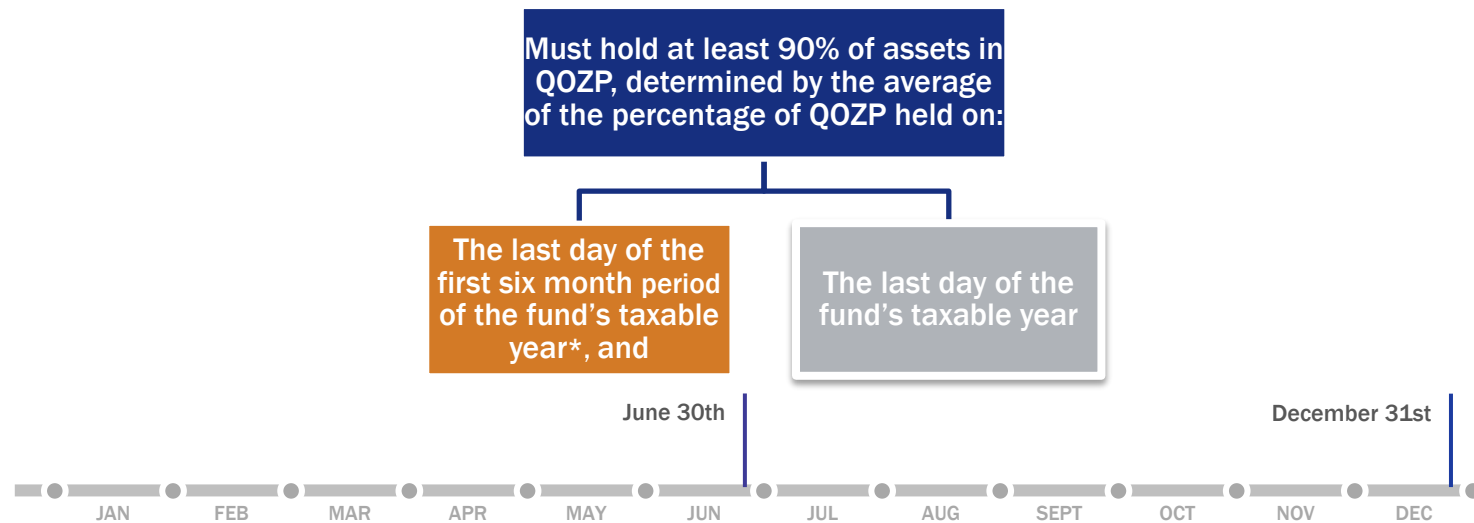 Must hold at least 90% of assets in
QOZP, determined by the average
of the percentage of QOZP held on:
The last day of the
first six month period
of the fund's taxable
year*, and
The last day of the
fund's taxable year
June 30th
December 31st
JAN FEB MAR APR MAY JUN JUL AUG SEPT OCT NOV DEC